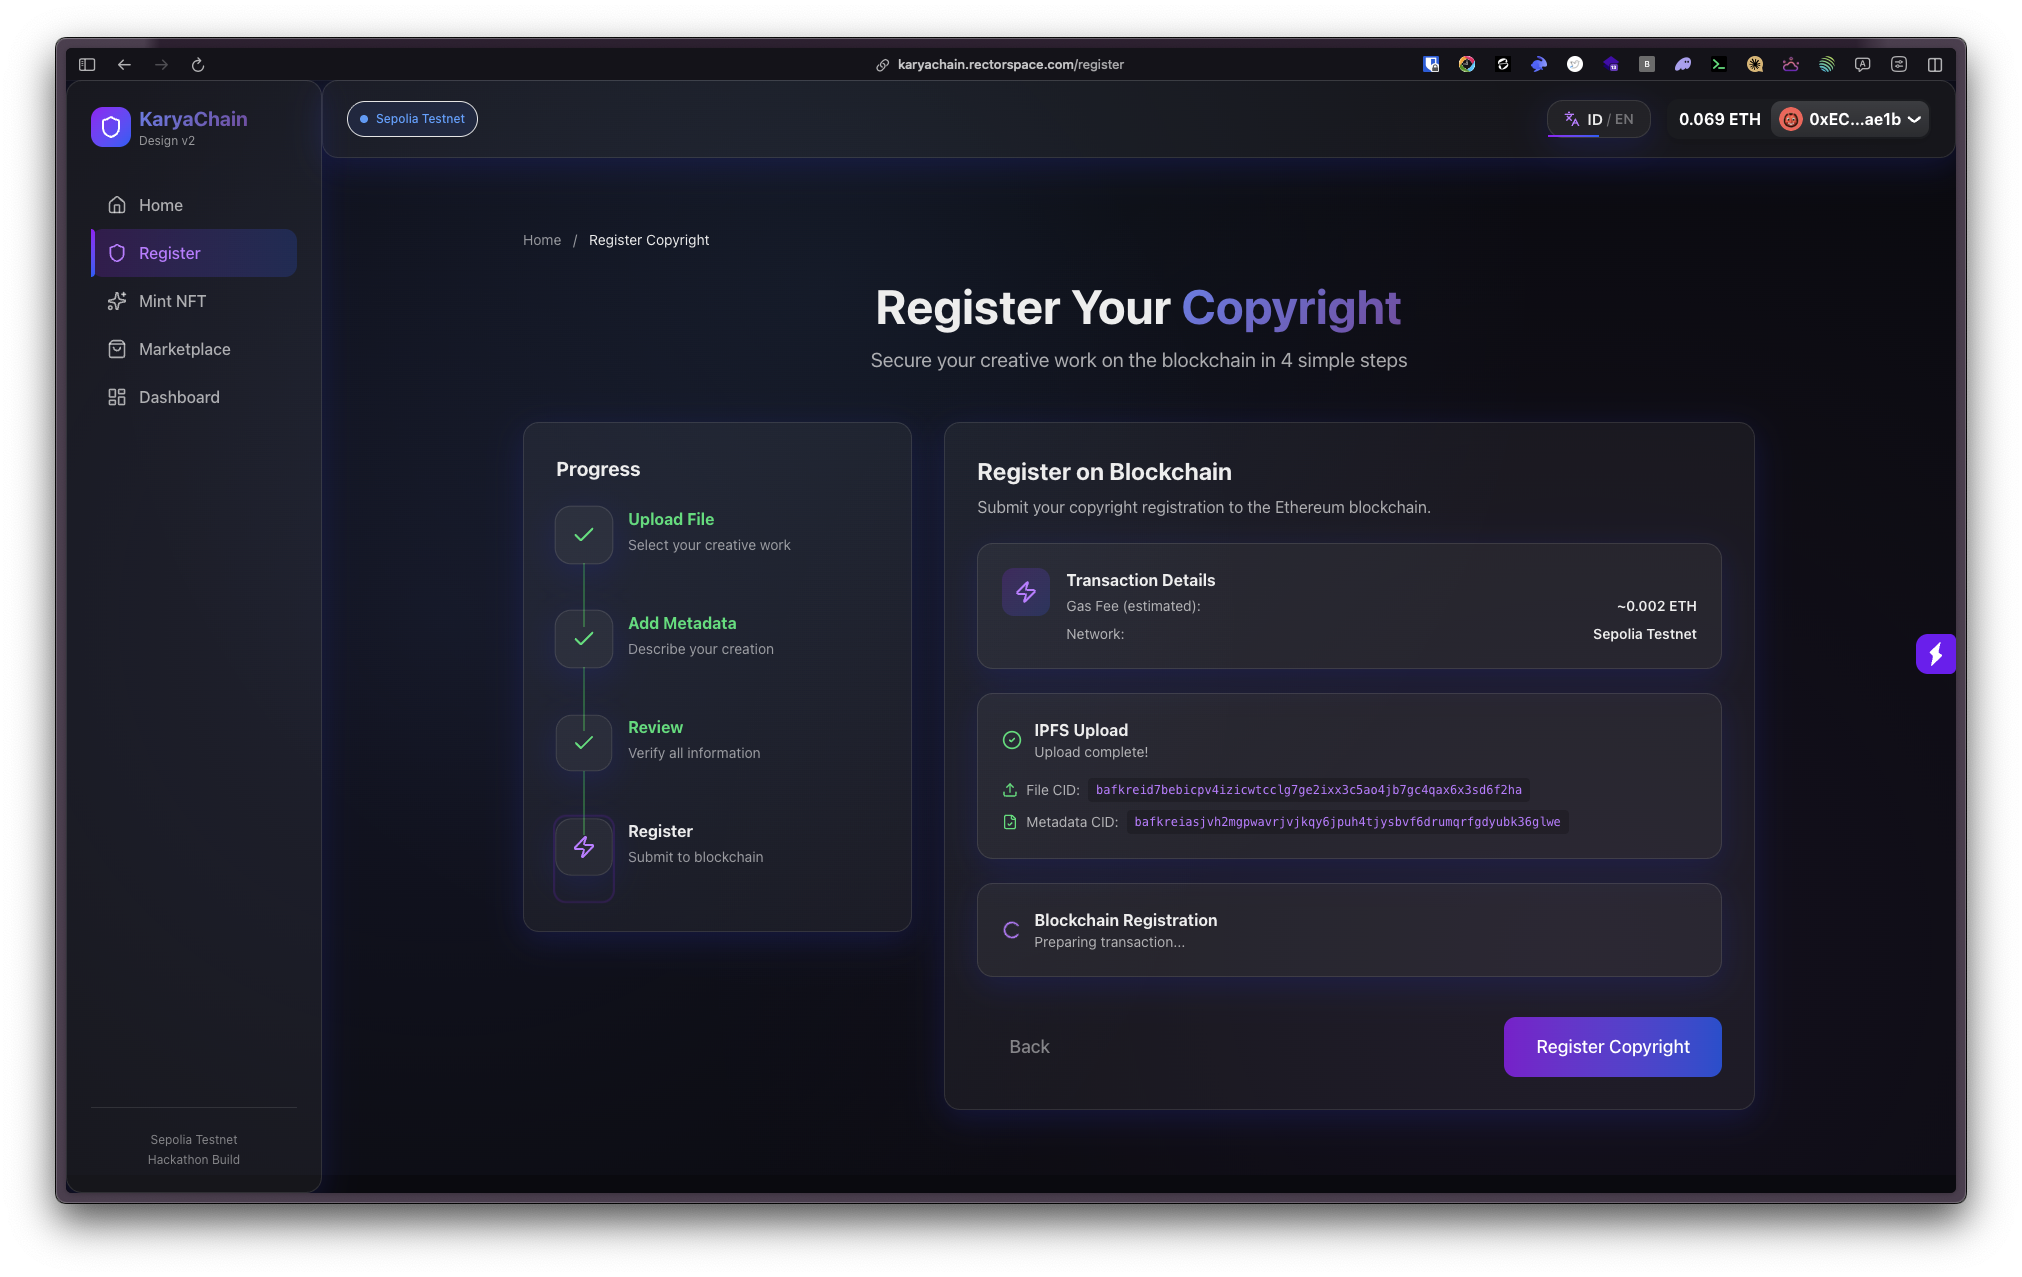 karyachain.rectorspace.com/register
KaryaChain
Design v2
Home
Register
Mint NFT
Marketplace
Dashboard
Sepolia Testnet
Hackathon Build
Sepolia Testnet
ID / EN
0.069 ETH
0xEC...ae1b
Home / Register Copyright
Register Your Copyright
Secure your creative work on the blockchain in 4 simple steps
Progress
Upload File
Select your creative work
Add Metadata
Describe your creation
Review
Verify all information
Register
Submit to blockchain
Register on Blockchain
Submit your copyright registration to the Ethereum blockchain.
Transaction Details
Gas Fee (estimated): ~0.002 ETH
Network: Sepolia Testnet
IPFS Upload
Upload complete!
File CID: bafkreid7bebicpv4izicwtcclg7ge2ixx3c5ao4jb7gc4qax6x3sd6f2ha
Metadata CID: bafkreiasjvh2mgpwavrjvjkqy6jpuh4tjysbvf6drumqrfgdyubk36glwe
Blockchain Registration
Preparing transaction...
Back
Register Copyright